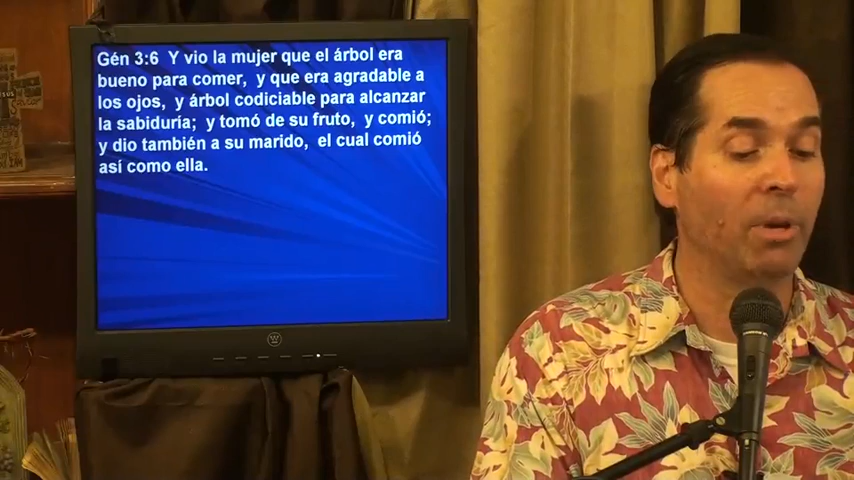 Gén 3:6 Y vio la mujer que el árbol era
bueno para comer, y que era agradable a
los ojos, y árbol codiciable para alcanzar
la sabiduría; y tomó de su fruto, y comió;
y dio también a su marido, el cual comió
así como ella.